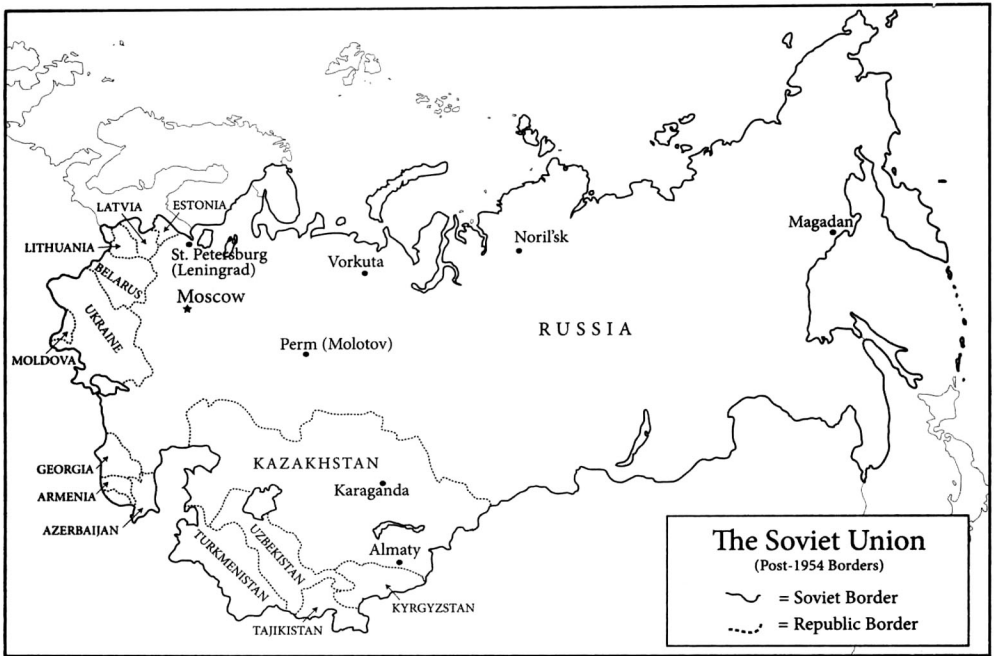 LATVIA
ESTONIA
LITHUANIA
St. Petersburg
(Leningrad)
BELARUS
Moscow
UKRAINE
MOLDOVA
Vorkuta
Noril'sk
Magadan
RUSSIA
Perm (Molotov)
GEORGIA
ARMENIA
AZERBAIJAN
KAZAKHSTAN
Karaganda
UZBEKISTAN
TURKMENISTAN
Almaty
KYRGYZSTAN
TAJIKISTAN
The Soviet Union
(Post-1954 Borders)
= Soviet Border
= Republic Border